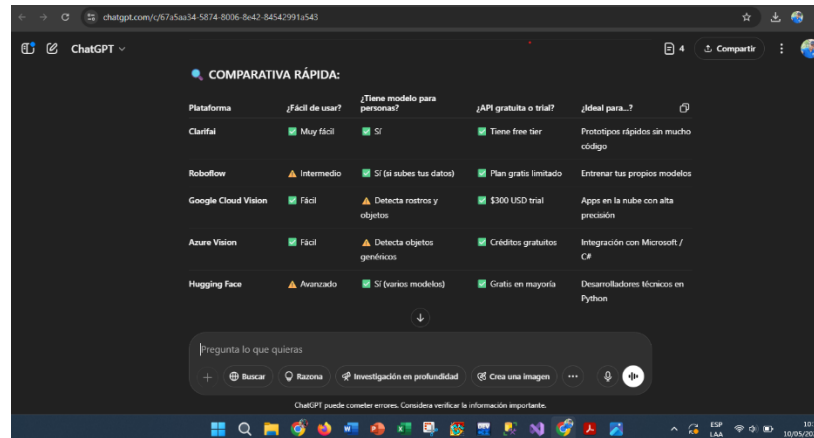 chatgpt.com/c/67a5aa34-5874-8006-8e42-84542991a543
ChatGPT
4
Compartir
COMPARATIVA RÁPIDA:
Plataforma ¿Fácil de usar? ¿Tiene modelo para personas? ¿API gratuita o trial? ¿Ideal para...?
Clarifai Muy fácil Sí Tiene free tier Prototipos rápidos sin mucho
código
Roboflow Intermedio Sí (si subes tus datos) Plan gratis limitado Entrenar tus propios modelos
Google Cloud Vision Fácil Detecta rostros y $300 USD trial Apps en la nube con alta
objetos precisión
Azure Vision Fácil Detecta objetos Créditos gratuitos Integración con Microsoft /
genéricos C#
Hugging Face Avanzado Sí (varios modelos) Gratis en mayoría Desarrolladores técnicos en
Python
Pregunta lo que quieras
Buscar Razona Investigación en profundidad Crea una imagen
ChatGPT puede cometer errores. Considera verificar la información importante.
ESP
LAA